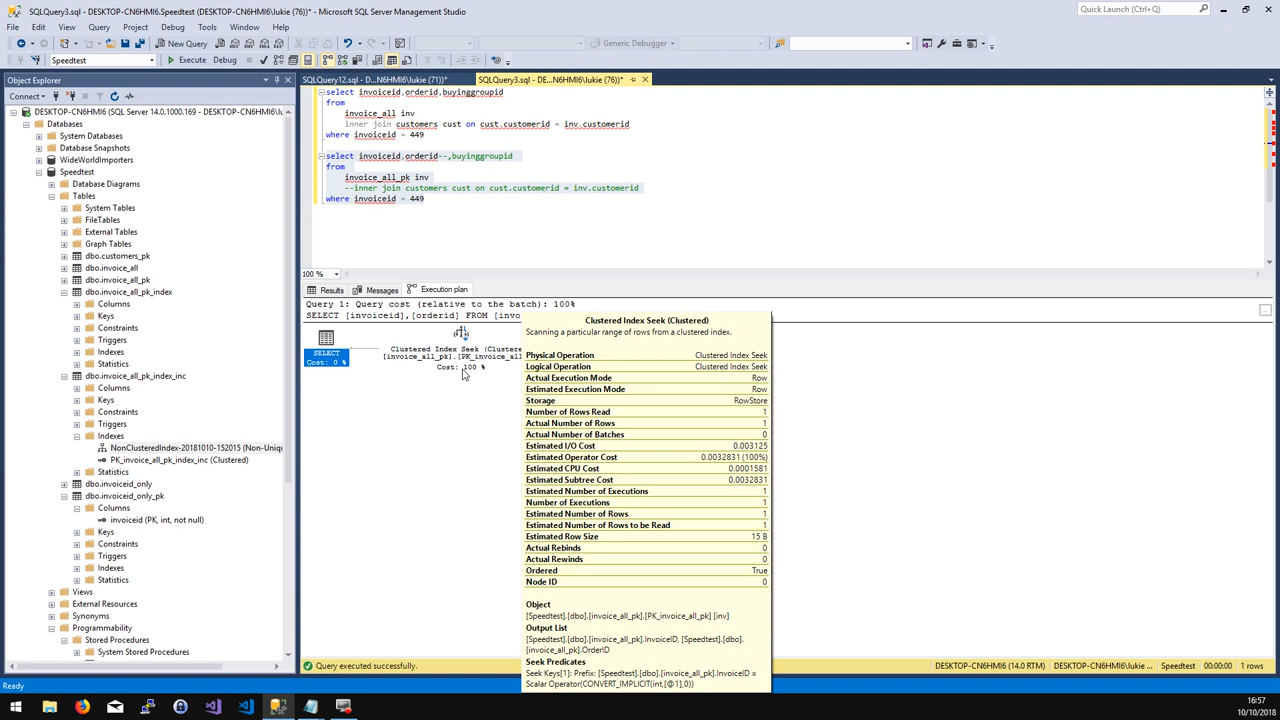 SQLQuery3.sql - DESKTOP-CN6HMI6.Speedtest (DESKTOP-CN6HMI6\lukie (76))* - Microsoft SQL Server Management Studio
Quick Launch (Ctrl+Q)
File Edit View Query Project Debug Tools Window Help
New Query
Generic Debugger
Speedtest
Execute Debug
Object Explorer
Connect
DESKTOP-CN6HMI6 (SQL Server 14.0.1000.169 - DESKTOP-CN6HMI6\lu
Databases
System Databases
Database Snapshots
WideWorldImporters
Speedtest
Database Diagrams
Tables
System Tables
FileTables
External Tables
Graph Tables
dbo.customers_pk
dbo.invoice_all
dbo.invoice_all_pk
dbo.invoice_all_pk_index
Columns
Keys
Constraints
Triggers
Indexes
Statistics
dbo.invoice_all_pk_index_inc
Columns
Keys
Constraints
Triggers
Indexes
NonClusteredIndex-20181010-152015 (Non-Uniq
PK_invoice_all_pk_index_inc (Clustered)
Statistics
dbo.invoiceid_only
dbo.invoiceid_only_pk
Columns
invoiceid (PK, int, not null)
Keys
Constraints
Triggers
Indexes
Statistics
Views
External Resources
Synonyms
Programmability
Stored Procedures
System Stored Procedures
SQLQuery12.sql - D...N6HMI6\lukie (71))*
SQLQuery3.sql - DE...N6HMI6\lukie (76))*
select invoiceid,orderid,buyinggroupid
from
invoice_all inv
inner join customers cust on cust.customerid = inv.customerid
where invoiceid = 449
select invoiceid,orderid--,buyinggroupid
from
invoice_all_pk inv
--inner join customers cust on cust.customerid = inv.customerid
where invoiceid = 449
100 %
Results Messages Execution plan
Query 1: Query cost (relative to the batch): 100%
SELECT [invoiceid],[orderid] FROM [invo
SELECT
Cost: 0 %
Clustered Index Seek (Cluster
[invoice_all_pk].[PK_invoice_all
Cost: 100 %
Clustered Index Seek (Clustered)
Scanning a particular range of rows from a clustered index.
Physical Operation Clustered Index Seek
Logical Operation Clustered Index Seek
Actual Execution Mode Row
Estimated Execution Mode Row
Storage RowStore
Number of Rows Read 1
Actual Number of Rows 1
Actual Number of Batches 0
Estimated I/O Cost 0.003125
Estimated Operator Cost 0.0032831 (100%)
Estimated CPU Cost 0.0001581
Estimated Subtree Cost 0.0032831
Estimated Number of Executions 1
Number of Executions 1
Estimated Number of Rows 1
Estimated Number of Rows to be Read 1
Estimated Row Size 15 B
Actual Rebinds 0
Actual Rewinds 0
Ordered True
Node ID 0
Object
[Speedtest].[dbo].[invoice_all_pk].[PK_invoice_all_pk] [inv]
Output List
[Speedtest].[dbo].[invoice_all_pk].InvoiceID, [Speedtest].[dbo].
[invoice_all_pk].OrderID
Seek Predicates
Seek Keys[1]: Prefix: [Speedtest].[dbo].[invoice_all_pk].InvoiceID =
Scalar Operator(CONVERT_IMPLICIT(int,[@1],0))
Query executed successfully.
DESKTOP-CN6HMI6 (14.0 RTM) DESKTOP-CN6HMI6\lukie ... Speedtest 00:00:00 1 rows
Ready
16:57
10/10/2018